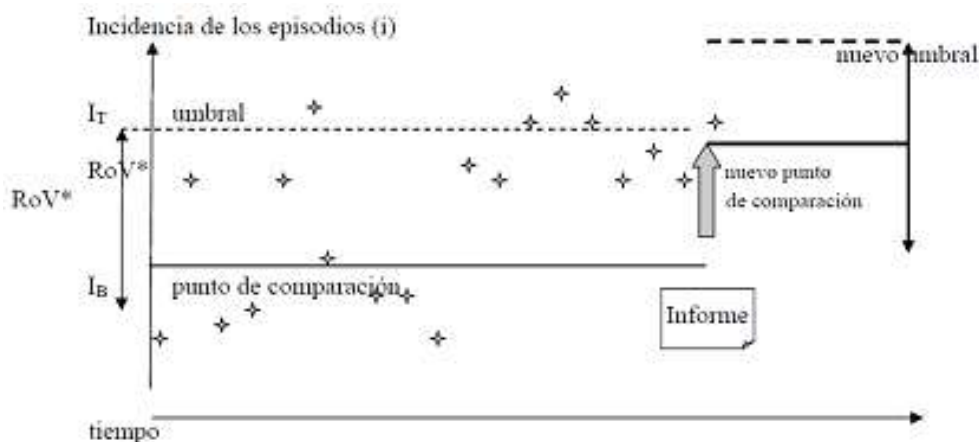 Incidencia de los episodios (i)
nuevo umbral
I_T
umbral
RoV*
RoV*
nuevo punto
de comparación
I_B
punto de comparación
Informe
tiempo